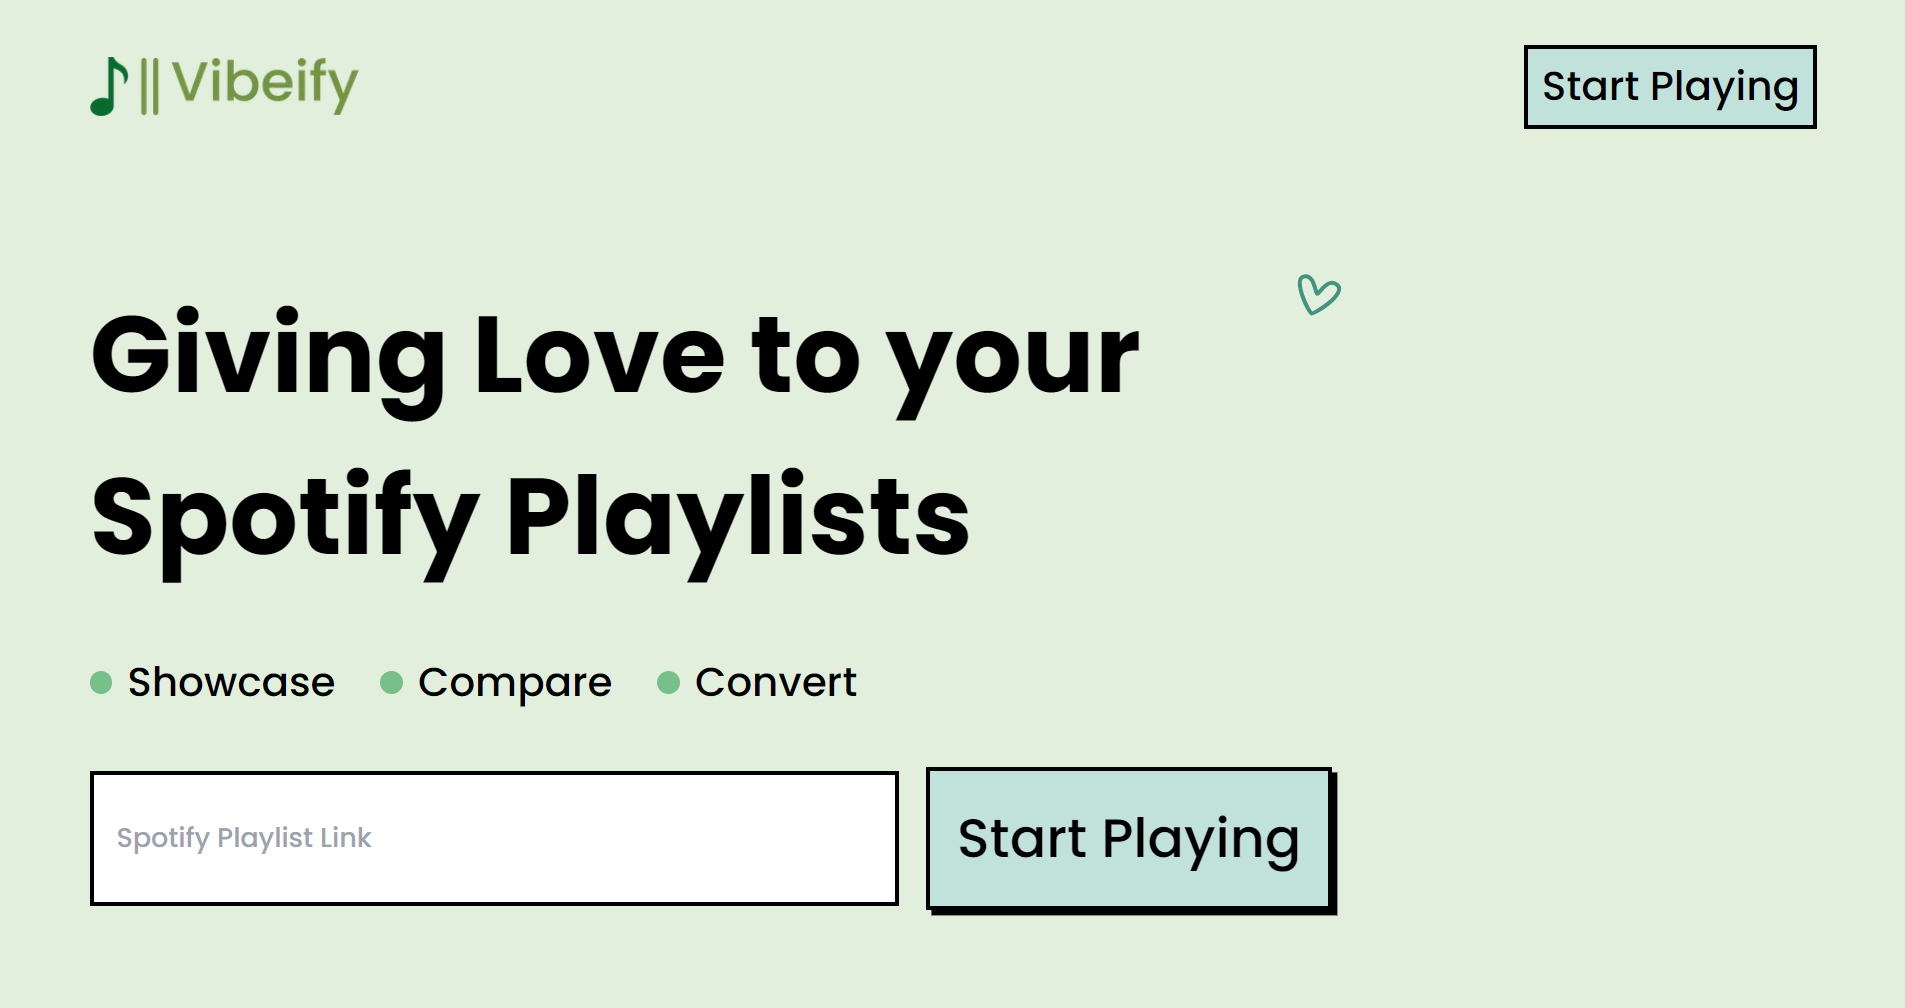 Vibeify
Start Playing
Giving Love to your
Spotify Playlists
Showcase Compare Convert
Spotify Playlist Link
Start Playing